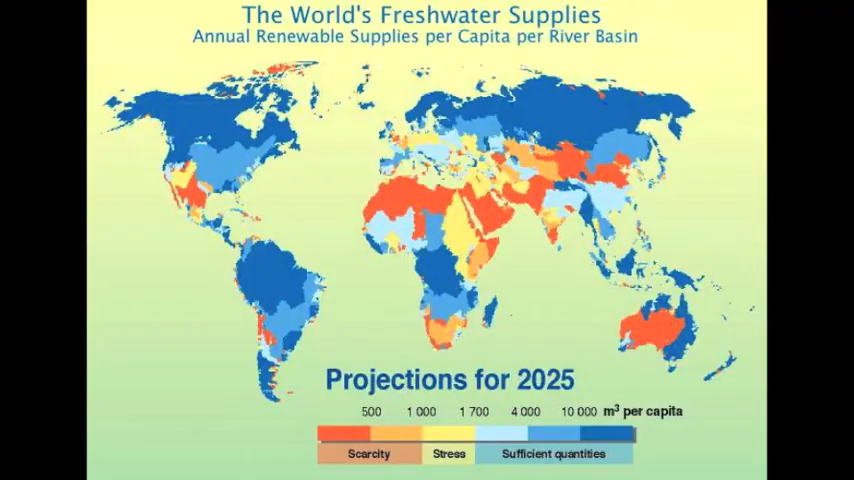 The World's Freshwater Supplies
Annual Renewable Supplies per Capita per River Basin
Projections for 2025
500 1 000 1 700 4 000 10 000 m³ per capita
Scarcity Stress Sufficient quantities